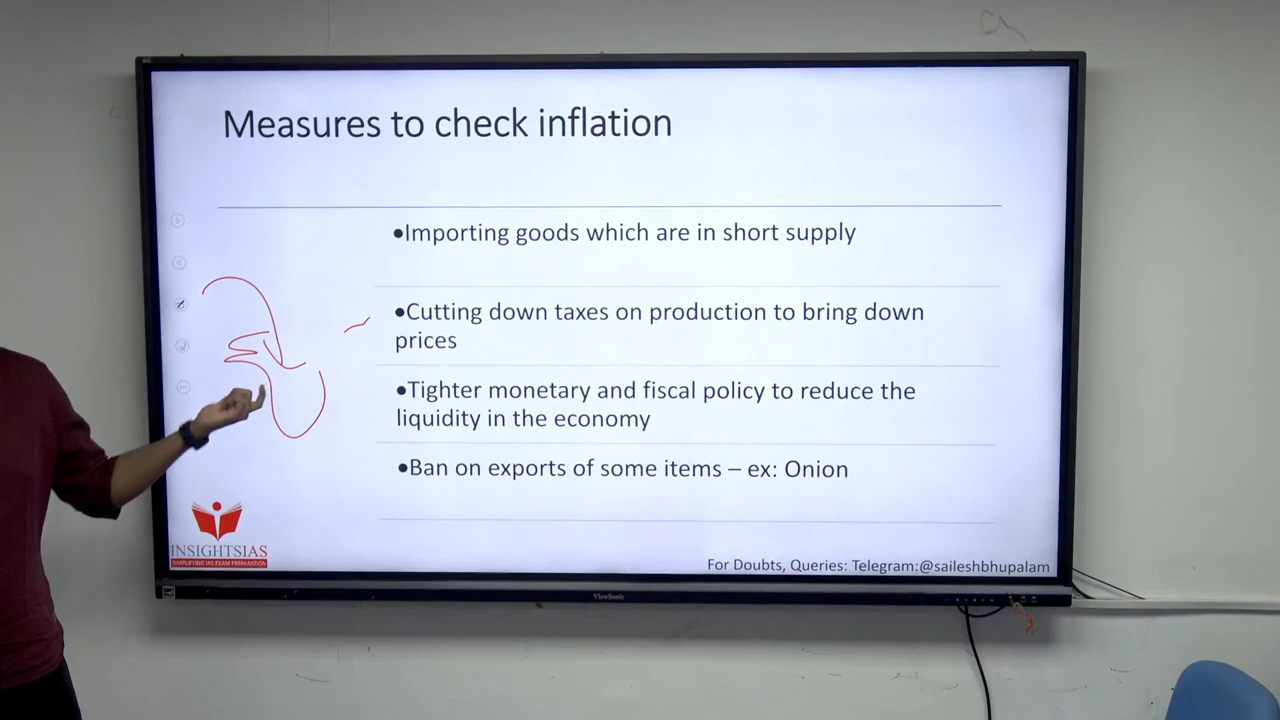 Measures to check inflation
•Importing goods which are in short supply
•Cutting down taxes on production to bring down
prices
•Tighter monetary and fiscal policy to reduce the
liquidity in the economy
•Ban on exports of some items – ex: Onion
INSIGHTSIAS
SIMPLIFYING IAS EXAM PREPARATION
For Doubts, Queries: Telegram:@saileshbhupalam
ViewSonic